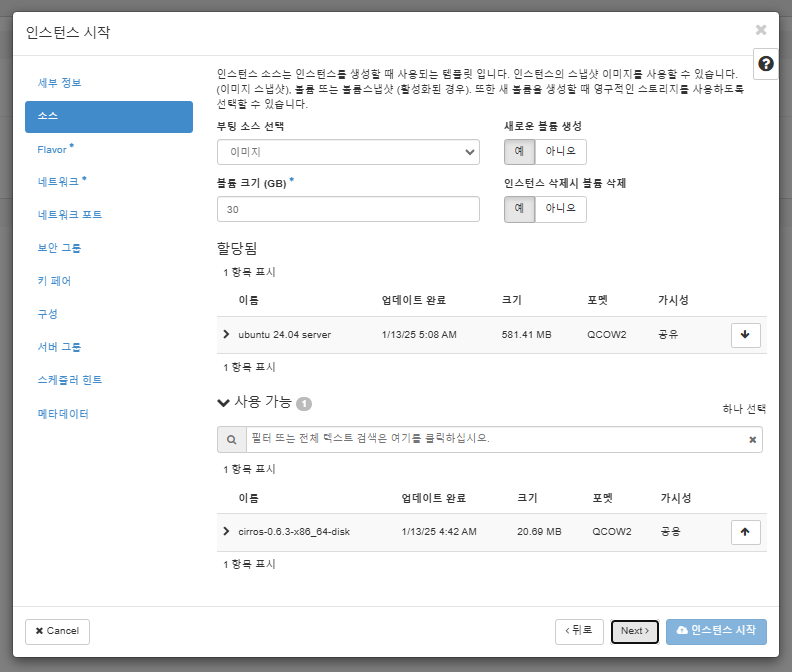 인스턴스 시작
세부 정보
소스
Flavor *
네트워크 *
네트워크 포트
보안 그룹
키 페어
구성
서버 그룹
스케줄러 힌트
메타데이터
인스턴스 소스는 인스턴스를 생성할 때 사용되는 템플릿 입니다. 인스턴스의 스냅샷 이미지를 사용할 수 있습니다.
(이미지 스냅샷), 볼륨 또는 볼륨스냅샷 (활성화된 경우). 또한 새 볼륨을 생성할 때 영구적인 스토리지를 사용하도록
선택할 수 있습니다.
부팅 소스 선택
이미지
새로운 볼륨 생성
예 아니오
볼륨 크기 (GB) *
30
인스턴스 삭제시 볼륨 삭제
예 아니오
할당됨
1 항목 표시
이름 업데이트 완료 크기 포멧 가시성
ubuntu 24.04 server 1/13/25 5:08 AM 581.41 MB QCOW2 공유
1 항목 표시
사용 가능 1
하나 선택
필터 또는 전체 텍스트 검색은 여기를 클릭하십시오.
1 항목 표시
이름 업데이트 완료 크기 포멧 가시성
cirros-0.6.3-x86_64-disk 1/13/25 4:42 AM 20.69 MB QCOW2 공용
1 항목 표시
Cancel
‹ 뒤로
Next ›
인스턴스 시작